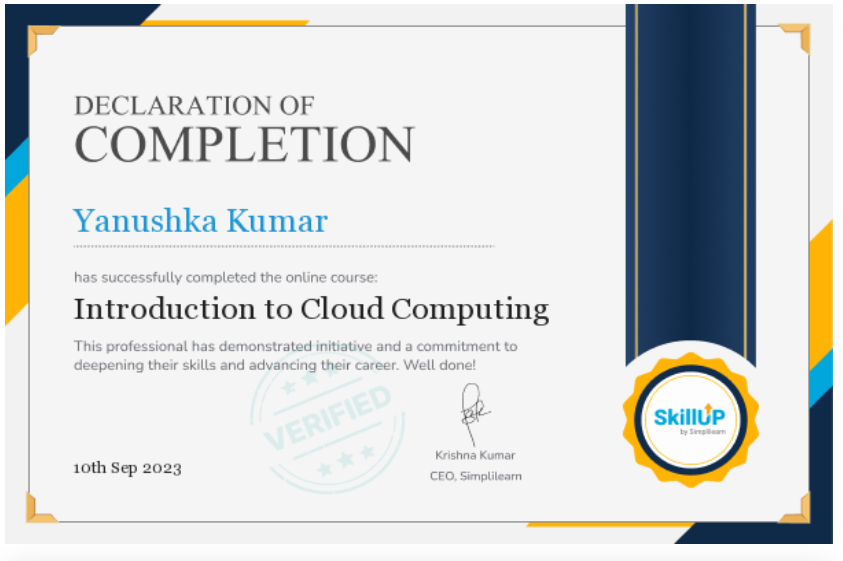 DECLARATION OF
COMPLETION
Yanushka Kumar
has successfully completed the online course:
Introduction to Cloud Computing
This professional has demonstrated initiative and a commitment to
deepening their skills and advancing their career. Well done!
VERIFIED
10th Sep 2023
Krishna Kumar
CEO, Simplilearn
SkillUP
by Simplilearn